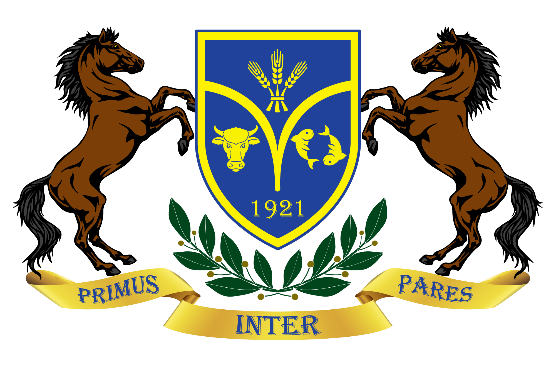 1921
PRIMUS
INTER
PARES